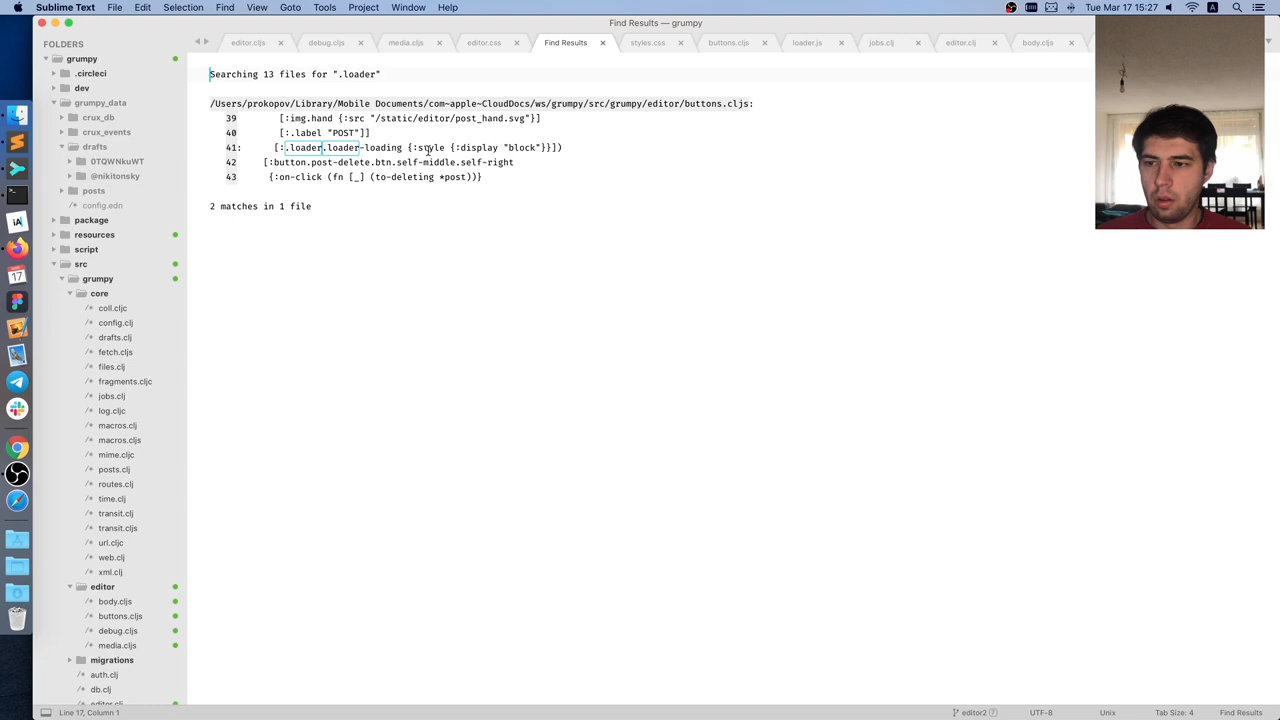 Sublime Text File Edit Selection Find View Goto Tools Project Window Help
Tue 17 Mar 15:27
Find Results — grumpy
FOLDERS
grumpy
.circleci
dev
grumpy_data
crux_db
crux_events
drafts
0TQWNkuWT
@nikitonsky
posts
config.edn
package
resources
script
src
grumpy
core
coll.cljc
config.clj
drafts.clj
fetch.cljs
files.clj
fragments.cljc
jobs.clj
log.cljc
macros.clj
macros.cljs
mime.cljc
posts.clj
routes.clj
time.clj
transit.clj
transit.cljs
url.cljc
web.clj
xml.clj
editor
body.cljs
buttons.cljs
debug.cljs
media.cljs
migrations
auth.clj
db.clj
editor.clj
editor.cljs debug.cljs media.cljs editor.css Find Results styles.css buttons.cljs loader.js jobs.clj editor.clj body.cljs
Searching 13 files for ".loader"
/Users/prokopov/Library/Mobile Documents/com~apple~CloudDocs/ws/grumpy/src/grumpy/editor/buttons.cljs:
39 [:img.hand {:src "/static/editor/post_hand.svg"}]
40 [:.label "POST"]]
41: [:.loader.loader-loading {:style {:display "block"}}])
42 [:button.post-delete.btn.self-middle.self-right
43 {:on-click (fn [_] (to-deleting *post))}
2 matches in 1 file
Line 17, Column 1
editor2 UTF-8 Unix Tab Size: 4 Find Results